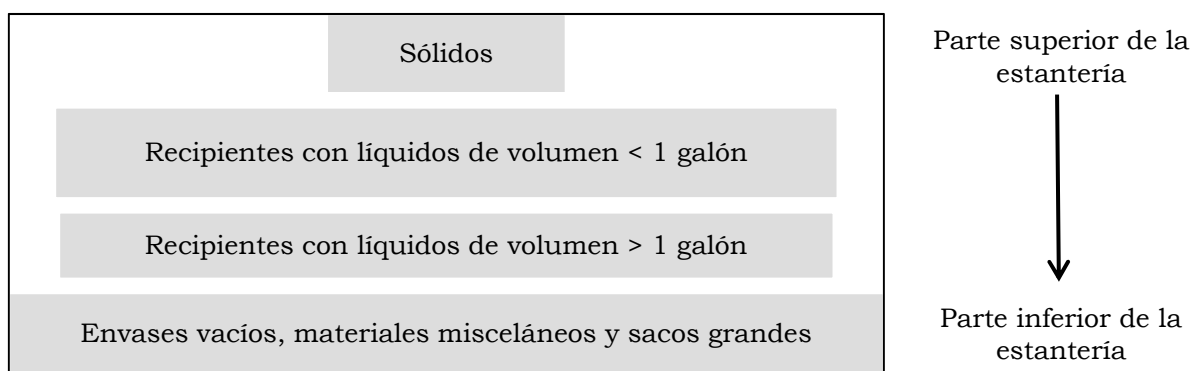 Sólidos
Recipientes con líquidos de volumen < 1 galón
Recipientes con líquidos de volumen > 1 galón
Envases vacíos, materiales misceláneos y sacos grandes
Parte superior de la
estantería
Parte inferior de la
estantería